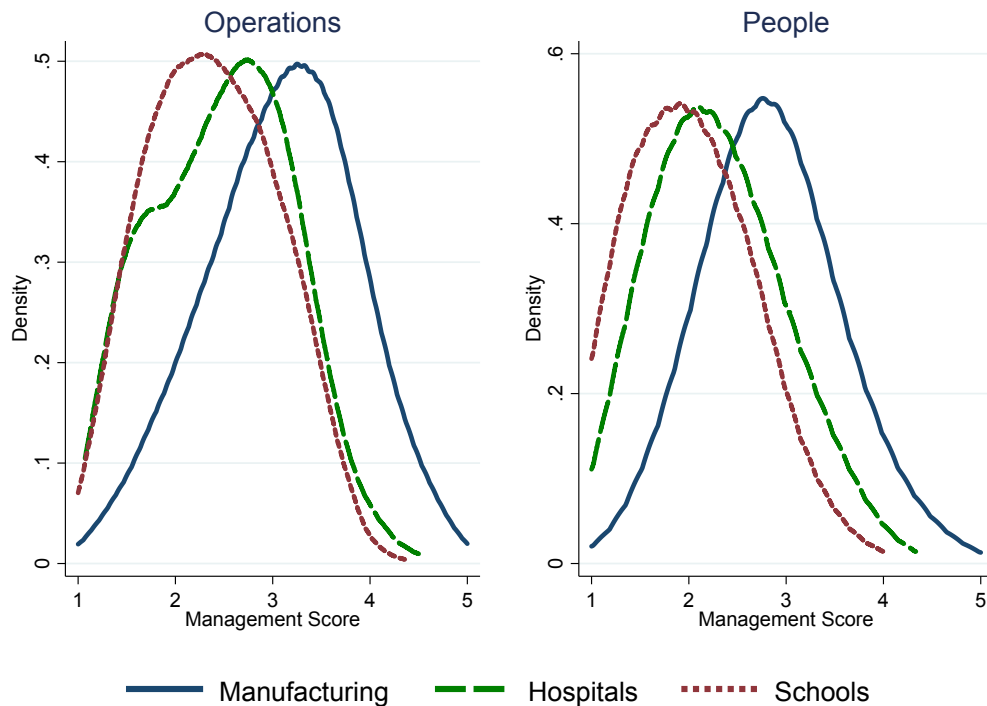 Operations
Density
0
.1
.2
.3
.4
.5
1 2 3 4 5
Management Score
People
Density
0
.2
.4
.6
1 2 3 4 5
Management Score
Manufacturing Hospitals Schools